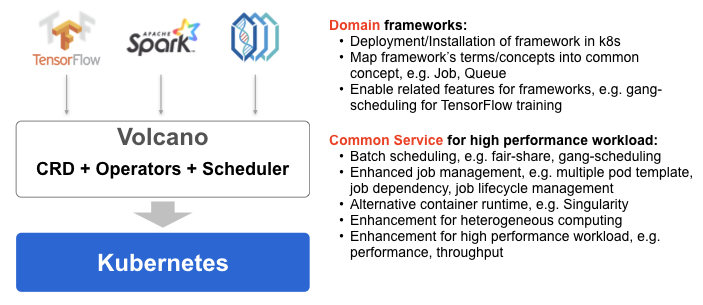 TensorFlow
APACHE
Spark™
Volcano
CRD + Operators + Scheduler
Kubernetes
Domain frameworks:
• Deployment/Installation of framework in k8s
• Map framework's terms/concepts into common
concept, e.g. Job, Queue
• Enable related features for frameworks, e.g. gang-
scheduling for TensorFlow training
Common Service for high performance workload:
• Batch scheduling, e.g. fair-share, gang-scheduling
• Enhanced job management, e.g. multiple pod template,
job dependency, job lifecycle management
• Alternative container runtime, e.g. Singularity
• Enhancement for heterogeneous computing
• Enhancement for high performance workload, e.g.
performance, throughput